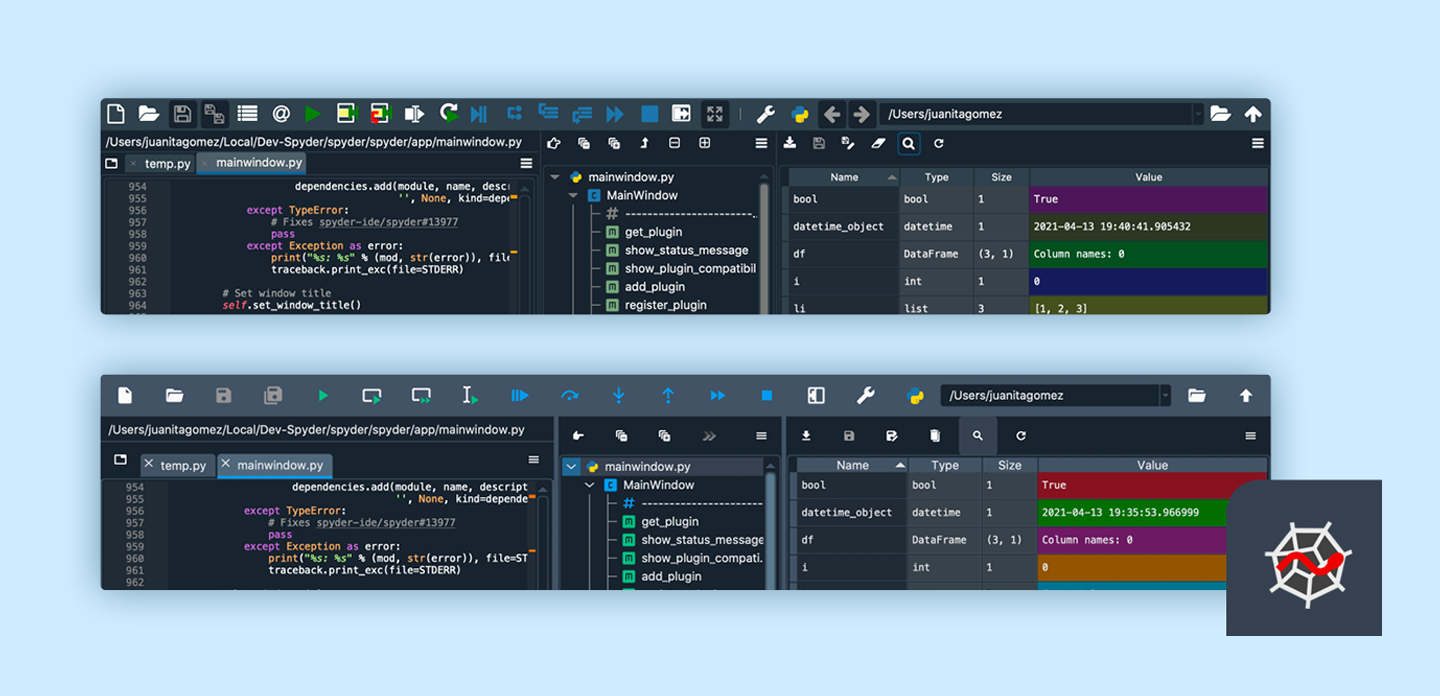 /Users/juanitagomez
/Users/juanitagomez/Local/Dev-Spyder/spyder/spyder/app/mainwindow.py
temp.py
mainwindow.py
954 dependencies.add(module, name, descr
955 '', None, kind=depe
956 except TypeError:
957 # Fixes spyder-ide/spyder#13977
958 pass
959 except Exception as error:
960 print("%s: %s" % (mod, str(error)), file
961 traceback.print_exc(file=STDERR)
962
963 # Set window title
964 self.set_window_title()
mainwindow.py
MainWindow
# -----------------------..
get_plugin
show_status_message
show_plugin_compatibil
add_plugin
register_plugin
Name Type Size Value
bool bool 1 True
datetime_object datetime 1 2021-04-13 19:40:41.905432
df DataFrame (3, 1) Column names: 0
i int 1 0
li list 3 [1, 2, 3]
/Users/juanitagomez
/Users/juanitagomez/Local/Dev-Spyder/spyder/spyder/app/mainwindow.py
temp.py
mainwindow.py
954 dependencies.add(module, name, descript
955 '', None, kind=depende
956 except TypeError:
957 # Fixes spyder-ide/spyder#13977
958 pass
959 except Exception as error:
960 print("%s: %s" % (mod, str(error)), file=ST
961 traceback.print_exc(file=STDERR)
962
mainwindow.py
MainWindow
# -----------------------
get_plugin
show_status_message
show_plugin_compati..
add_plugin
Name Type Size Value
bool bool 1 True
datetime_object datetime 1 2021-04-13 19:35:53.966999
df DataFrame (3, 1) Column names: 0
i int 1 0